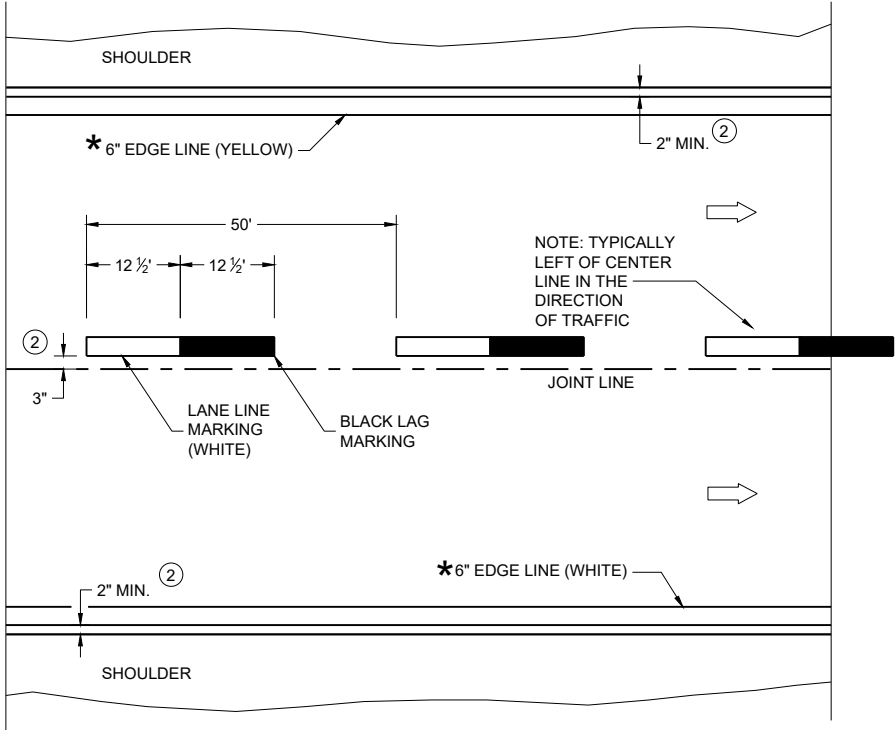 SHOULDER
2" MIN. ②
* 6" EDGE LINE (YELLOW)
50'
12 ½' 12 ½'
NOTE: TYPICALLY
LEFT OF CENTER
LINE IN THE
DIRECTION
OF TRAFFIC
②
3"
JOINT LINE
LANE LINE
MARKING
(WHITE)
BLACK LAG
MARKING
2" MIN. ②
* 6" EDGE LINE (WHITE)
SHOULDER